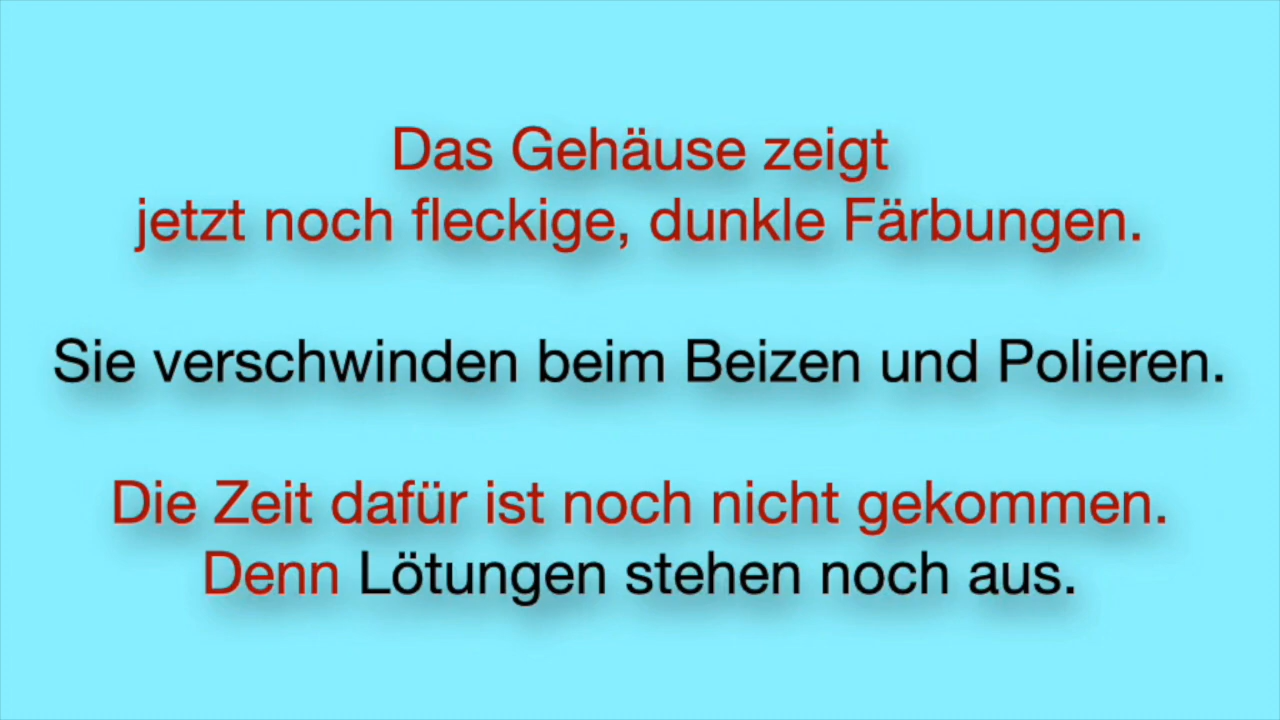 Das Gehäuse zeigt
jetzt noch fleckige, dunkle Färbungen.
Sie verschwinden beim Beizen und Polieren.
Die Zeit dafür ist noch nicht gekommen.
Denn Lötungen stehen noch aus.